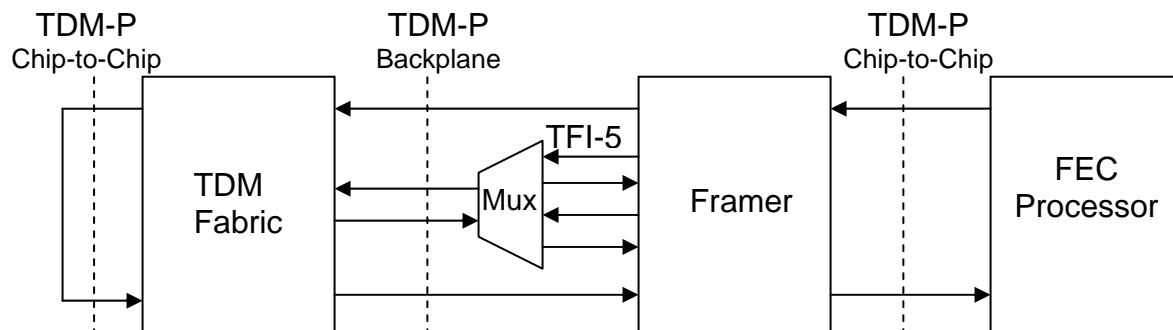 TDM-P
Chip-to-Chip
TDM-P
Backplane
TDM-P
Chip-to-Chip
TFI-5
TDM
Fabric
Mux
Framer
FEC
Processor